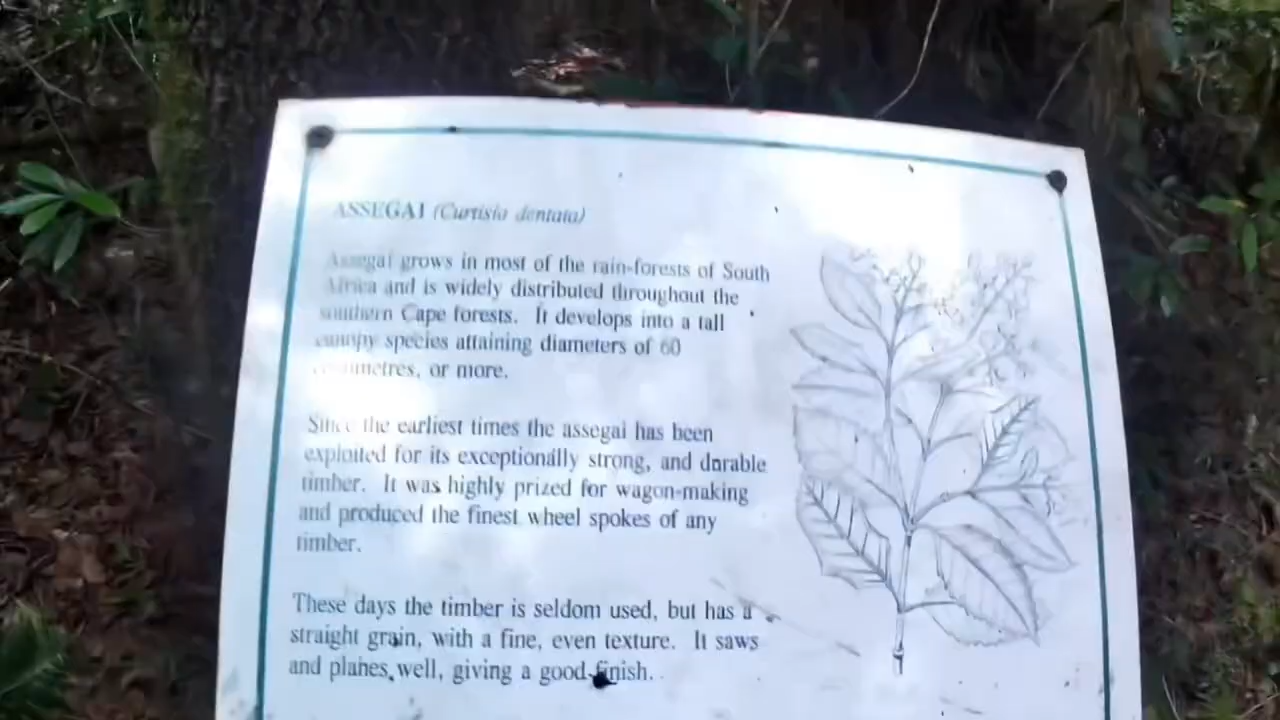 ASSEGAI (Curtisia dentata)
Assegai grows in most of the rain-forests of South
Africa and is widely distributed throughout the
southern Cape forests. It develops into a tall
canopy species attaining diameters of 60
or more.
Since the earliest times the assegai has been
exploited for its exceptionally strong, and durable
timber. It was highly prized for wagon-making
and produced the finest wheel spokes of any
timber.
These days the timber is seldom used, but has a
straight grain, with a fine, even texture. It saws
and planes well, giving a good finish.